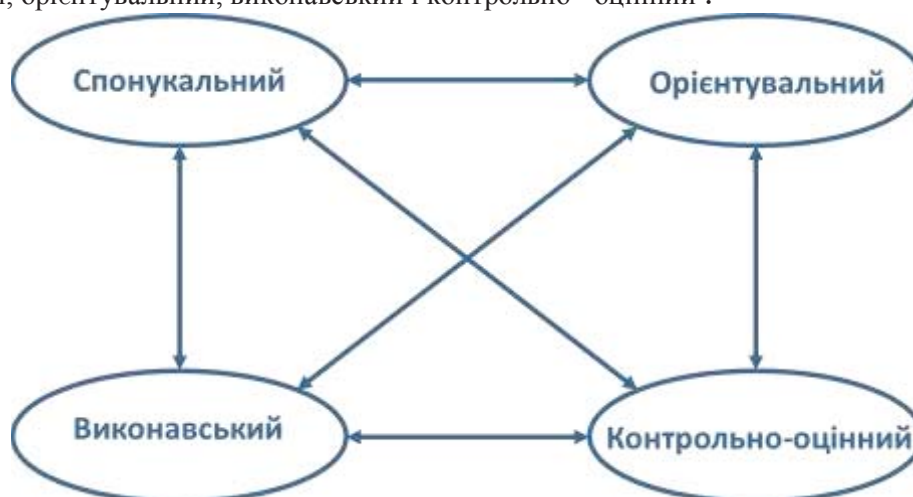 орієнтувальний, виконавський і контрольно - оцінний .
Спонукальний
Орієнтувальний
Виконавський
Контрольно-оцінний